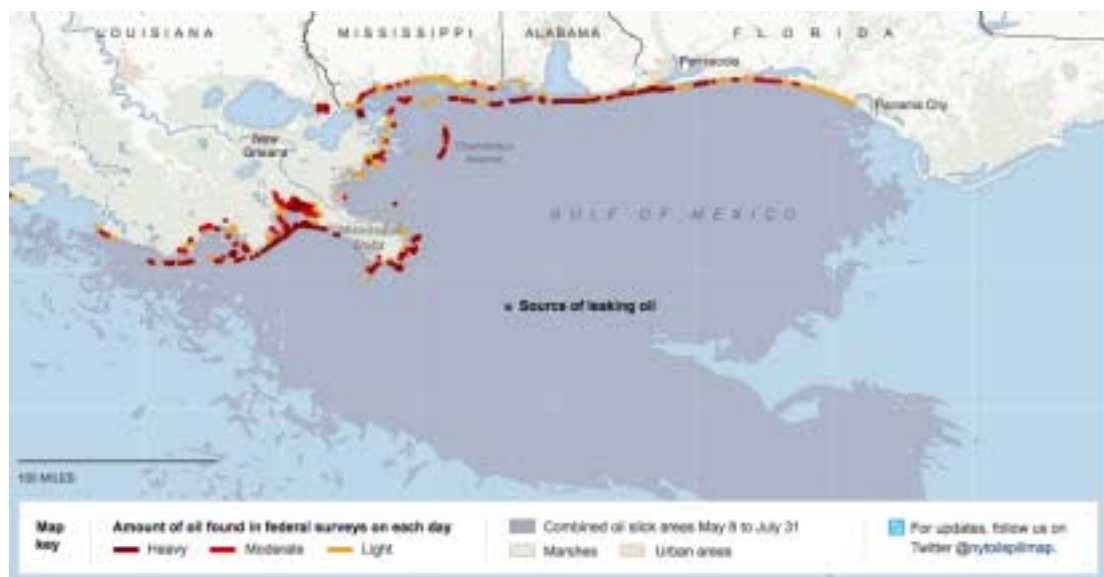 LOUISIANA
MISSISSIPPI
ALABAMA
FLORIDA
Pensacola
Panama City
New
Orleans
Chandeleur
Islands
GULF OF MEXICO
Mississippi
Delta
Source of leaking oil
100 MILES
Map
key
Amount of oil found in federal surveys on each day
Heavy
Moderate
Light
Combined oil slick areas May 8 to July 31
Marshes
Urban areas
For updates, follow us on
Twitter @nytoilspillmap.